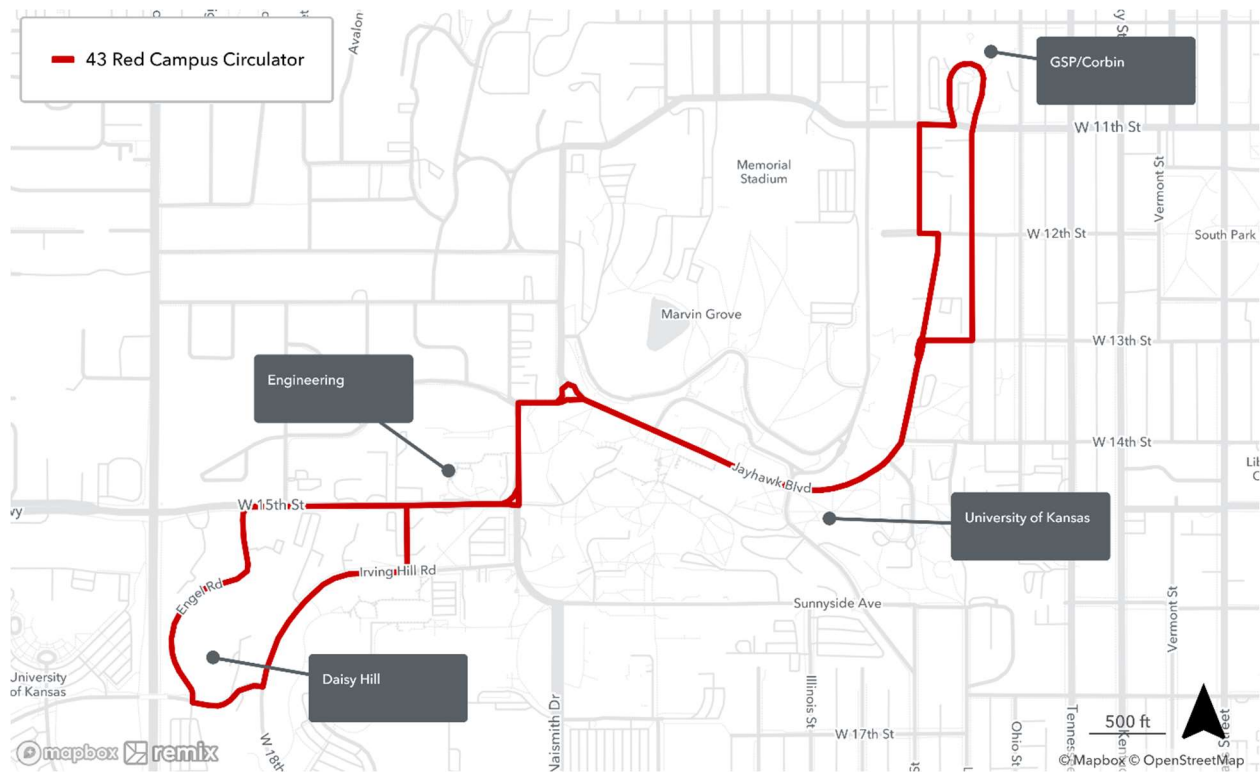 Avalon
43 Red Campus Circulator
GSP/Corbin
W 11th St
Memorial
Stadium
Vermont St
W 12th St
South Park
Marvin Grove
W 13th St
Engineering
W 14th St
Jayhawk Blvd
W 15th St
University of Kansas
Irving Hill Rd
Engel Rd
Sunnyside Ave
Vermont St
Daisy Hill
University
of Kansas
Illinois St
Naismith Dr
W 18th
W 17th St
Ohio St
Street
500 ft
mapbox remix
© Mapbox © OpenStreetMap